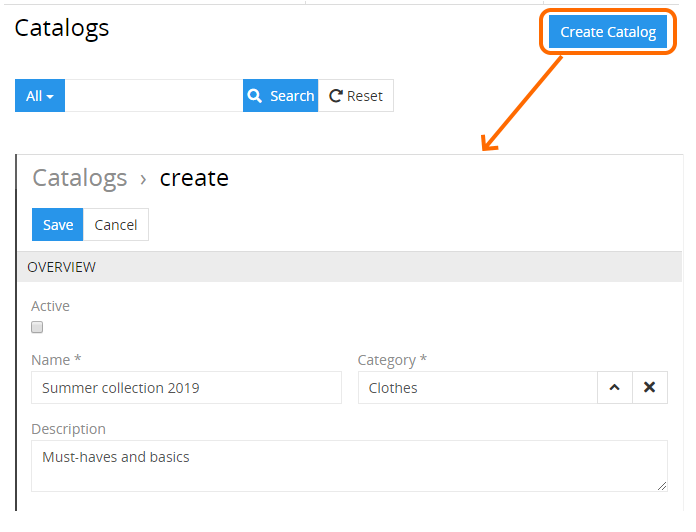 Catalogs
Create Catalog
All
Search
Reset
Catalogs › create
Save
Cancel
OVERVIEW
Active
Name *
Category *
Summer collection 2019
Clothes
Description
Must-haves and basics